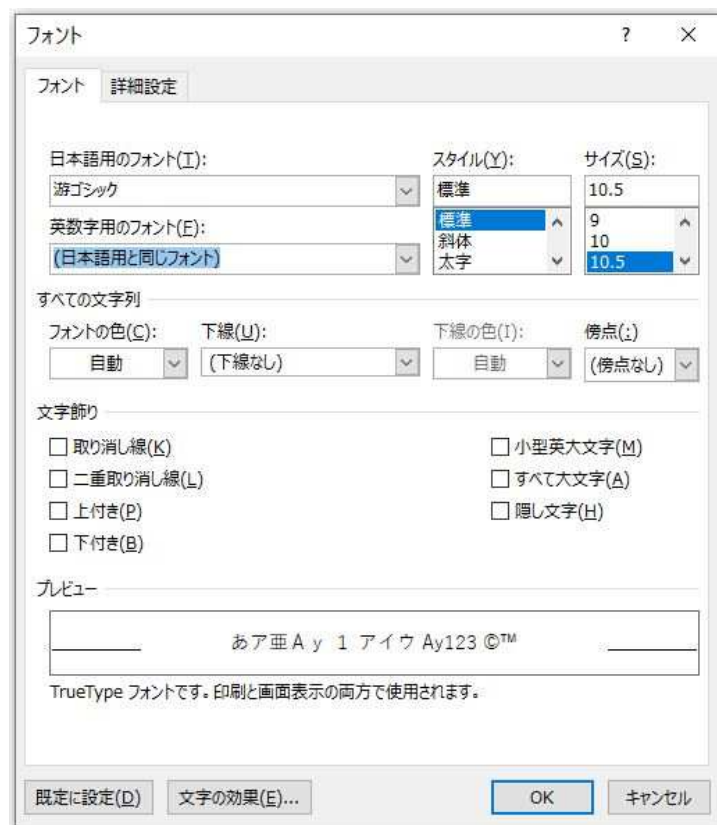 フォント ? ×
フォント 詳細設定
日本語用のフォント(T): スタイル(Y): サイズ(S):
游ゴシック 標準 10.5
英数字用のフォント(F): 標準 9
斜体 10
(日本語用と同じフォント) 太字 10.5
すべての文字列
フォントの色(C): 下線(U): 下線の色(I): 傍点(;)
自動 (下線なし) 自動 (傍点なし)
文字飾り
取り消し線(K) 小型英大文字(M)
二重取り消し線(L) すべて大文字(A)
上付き(P) 隠し文字(H)
下付き(B)
プレビュー
あア亜Ay 1 アイウ Ay123 ©™
TrueType フォントです。印刷と画面表示の両方で使用されます。
既定に設定(D) 文字の効果(E)... OK キャンセル